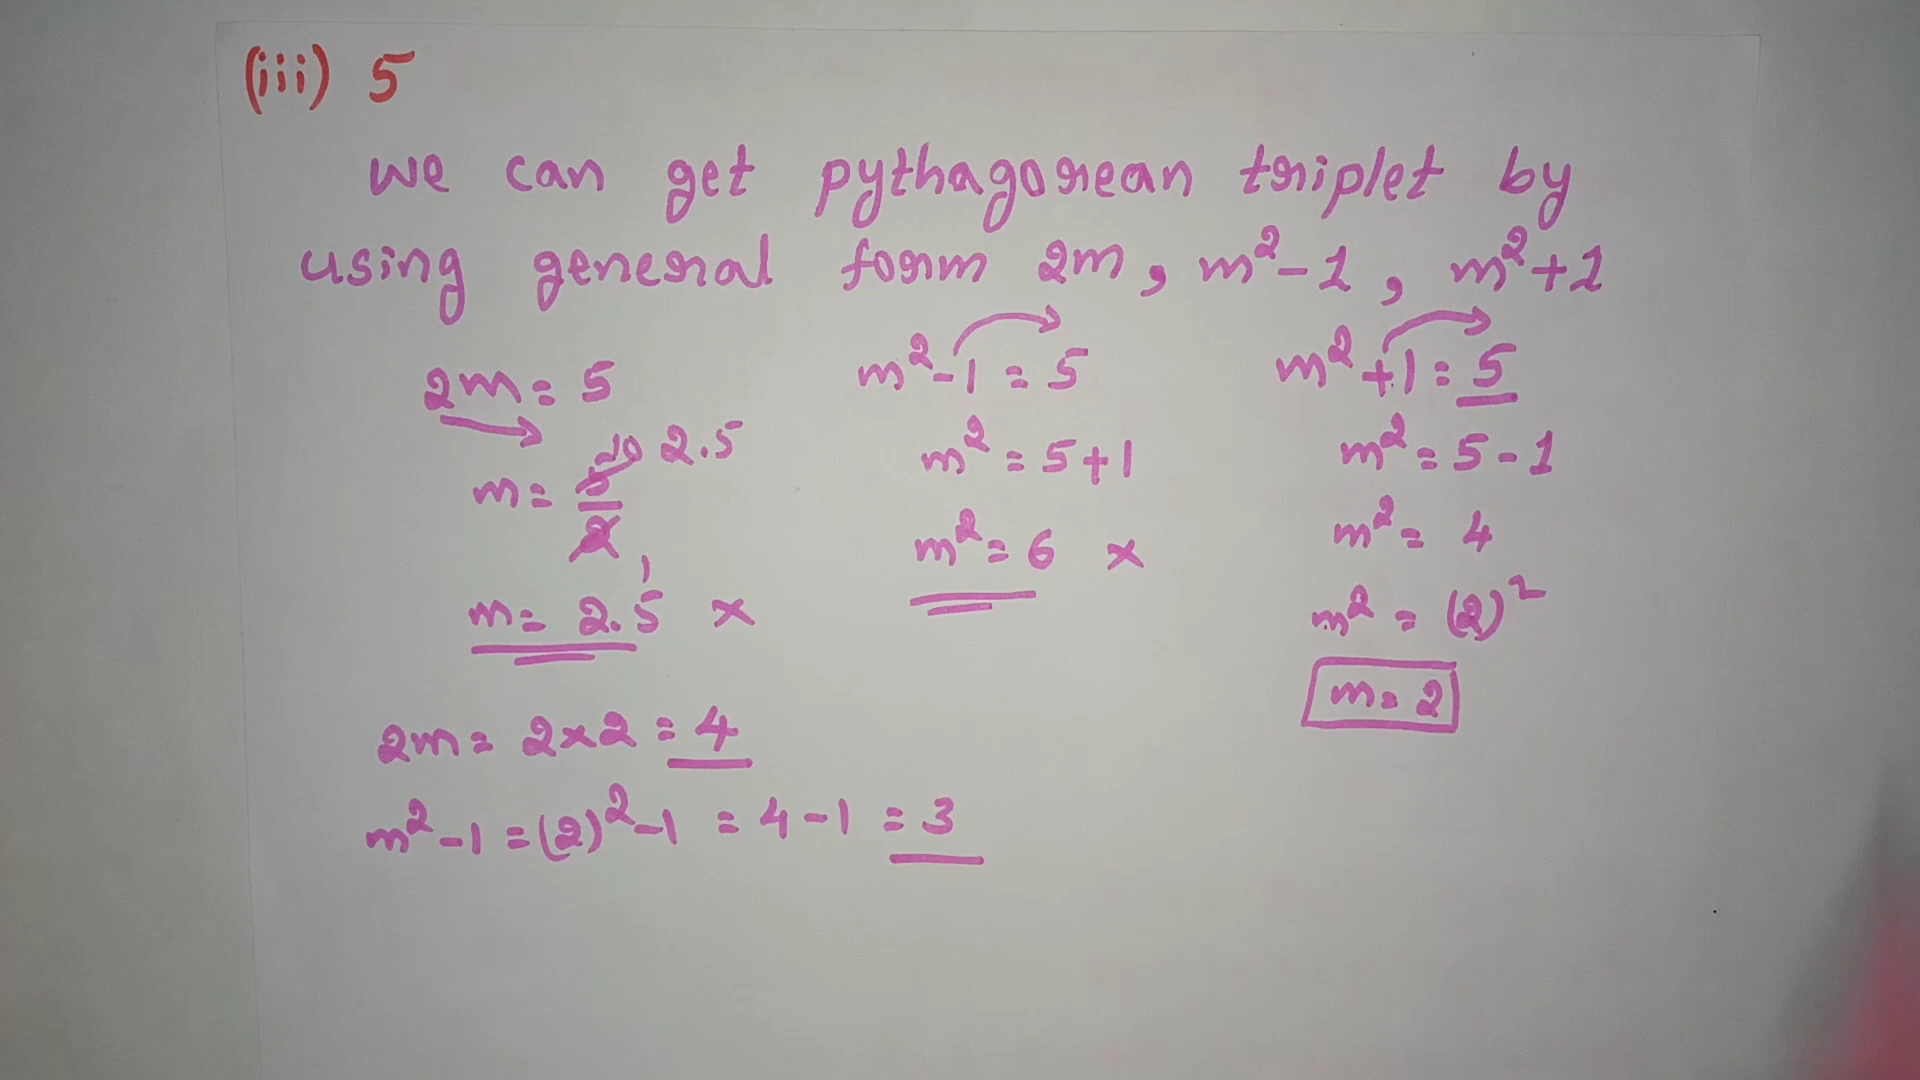 (iii) 5
we can get pythagorean triplet by
using general form 2m, m²-1, m²+1
2m = 5
m = 5/2 2.5
m = 2.5 ×
m²-1 = 5
m² = 5+1
m² = 6 ×
m²+1 = 5
m² = 5-1
m² = 4
m² = (2)²
m = 2
2m = 2×2 = 4
m²-1 = (2)²-1 = 4-1 = 3